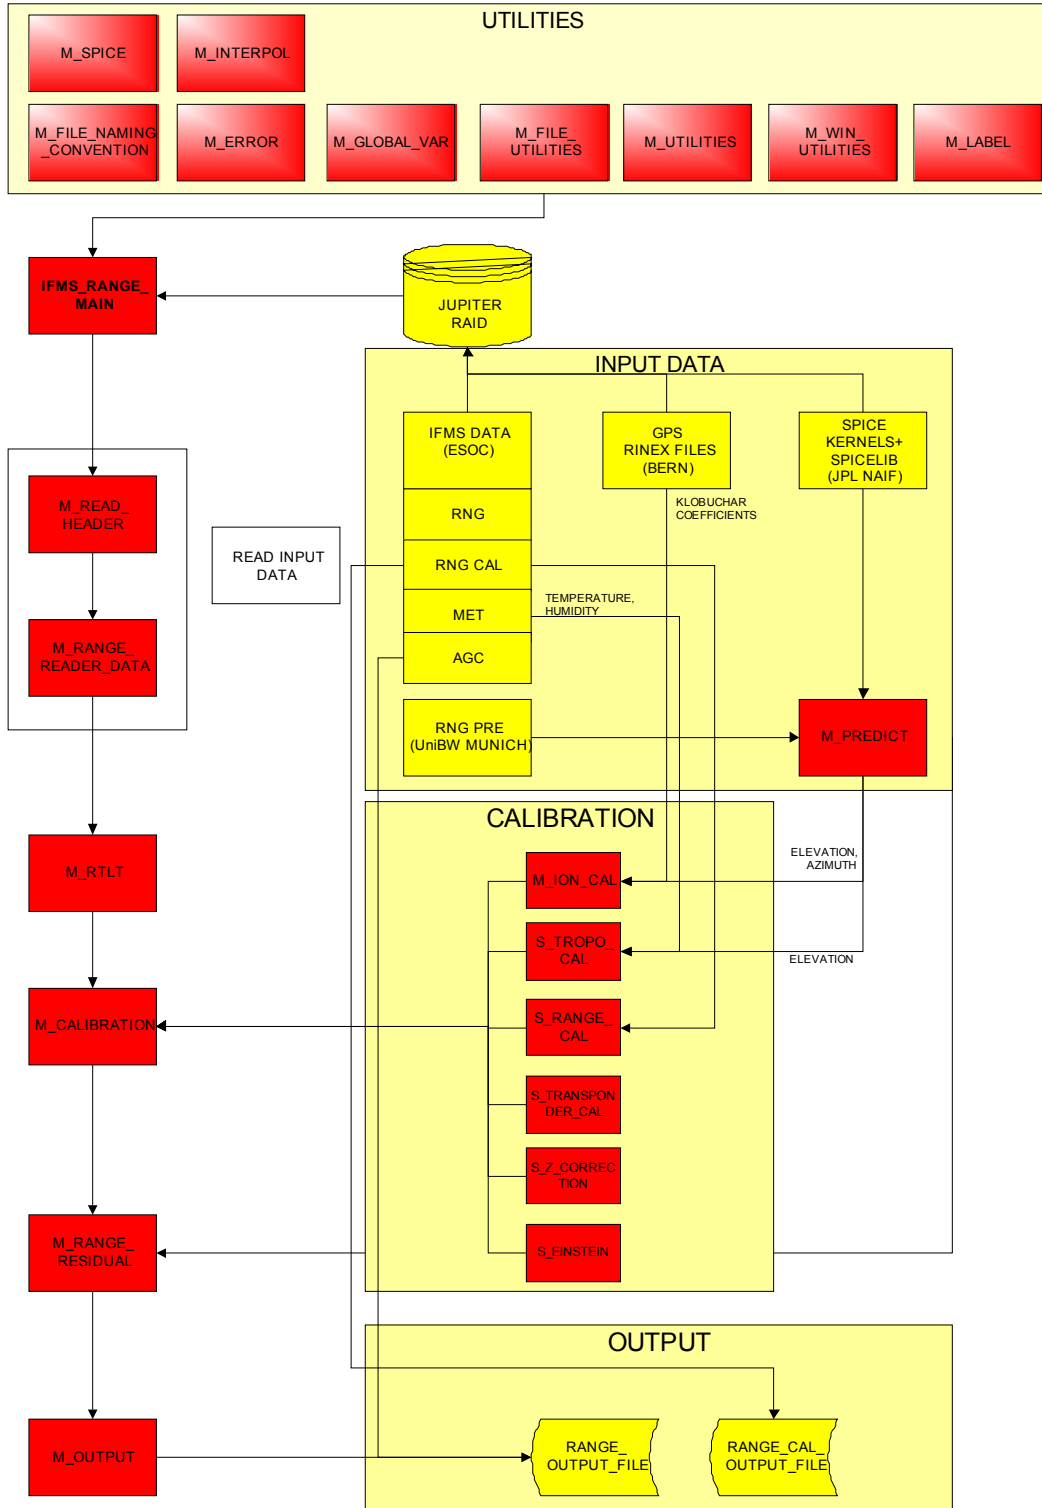 UTILITIES
M_SPICE
M_INTERPOL
M_FILE_NAMING
_CONVENTION
M_ERROR
M_GLOBAL_VAR
M_FILE_
UTILITIES
M_UTILITIES
M_WIN_
UTILITIES
M_LABEL
IFMS_RANGE_
MAIN
JUPITER
RAID
INPUT DATA
IFMS DATA
(ESOC)
GPS
RINEX FILES
(BERN)
SPICE
KERNELS+
SPICELIB
(JPL NAIF)
KLOBUCHAR
COEFFICIENTS
M_READ_
HEADER
RNG
READ INPUT
DATA
RNG CAL
TEMPERATURE,
HUMIDITY
MET
M_RANGE_
READER_DATA
AGC
RNG PRE
(UniBW MUNICH)
M_PREDICT
CALIBRATION
M_RTLT
ELEVATION,
AZIMUTH
M_ION_CAL
S_TROPO_
CAL
ELEVATION
M_CALIBRATION
S_RANGE_
CAL
S_TRANSPON
DER_CAL
S_Z_CORREC
TION
M_RANGE_
RESIDUAL
S_EINSTEIN
OUTPUT
M_OUTPUT
RANGE_
OUTPUT_FILE
RANGE_CAL_
OUTPUT_FILE